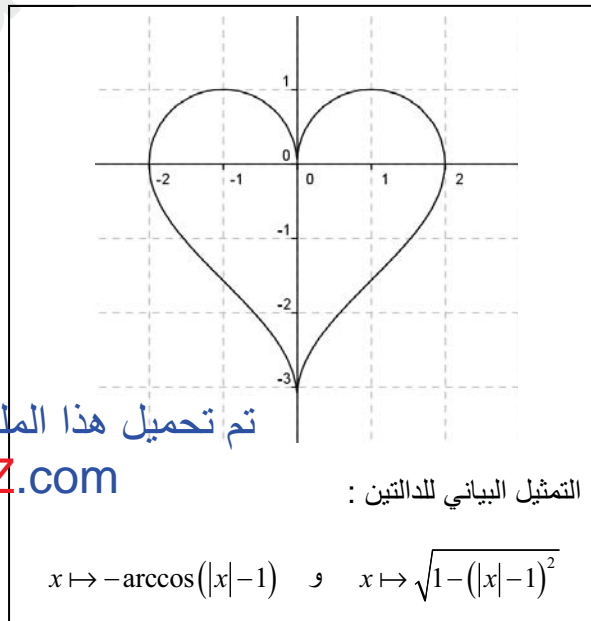 1
0
-2 -1 0 1 2
-1
-2
-3
تم تحميل هذا
.com
التمثيل البياني للدالتين :
x ↦ √(1-(|x|-1)²) و x ↦ -arccos(|x|-1)